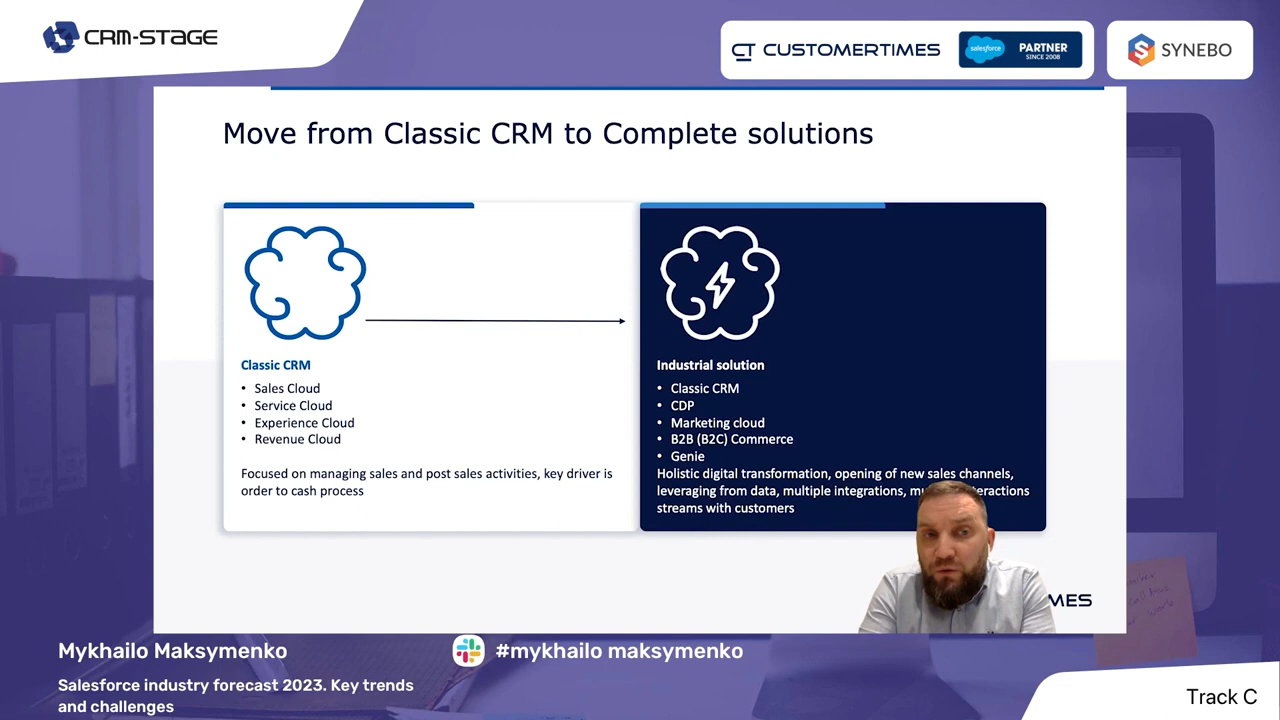 CRM-STAGE
CT CUSTOMERTIMES
salesforce
PARTNER
SINCE 2008
SYNEBO
Move from Classic CRM to Complete solutions
Classic CRM
• Sales Cloud
• Service Cloud
• Experience Cloud
• Revenue Cloud
Focused on managing sales and post sales activities, key driver is
order to cash process
Industrial solution
• Classic CRM
• CDP
• Marketing cloud
• B2B (B2C) Commerce
• Genie
Holistic digital transformation, opening of new sales channels,
leveraging from data, multiple integrations,
streams with customers
Mykhailo Maksymenko
#mykhailo maksymenko
Salesforce industry forecast 2023. Key trends
and challenges
Track C